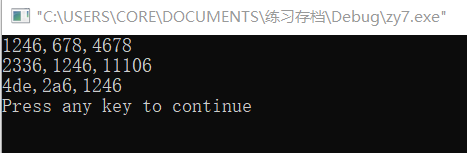 "C:\USERS\CORE\DOCUMENTS\练习存档\Debug\zy7.exe"
1246,678,4678
2336,1246,11106
4de,2a6,1246
Press any key to continue